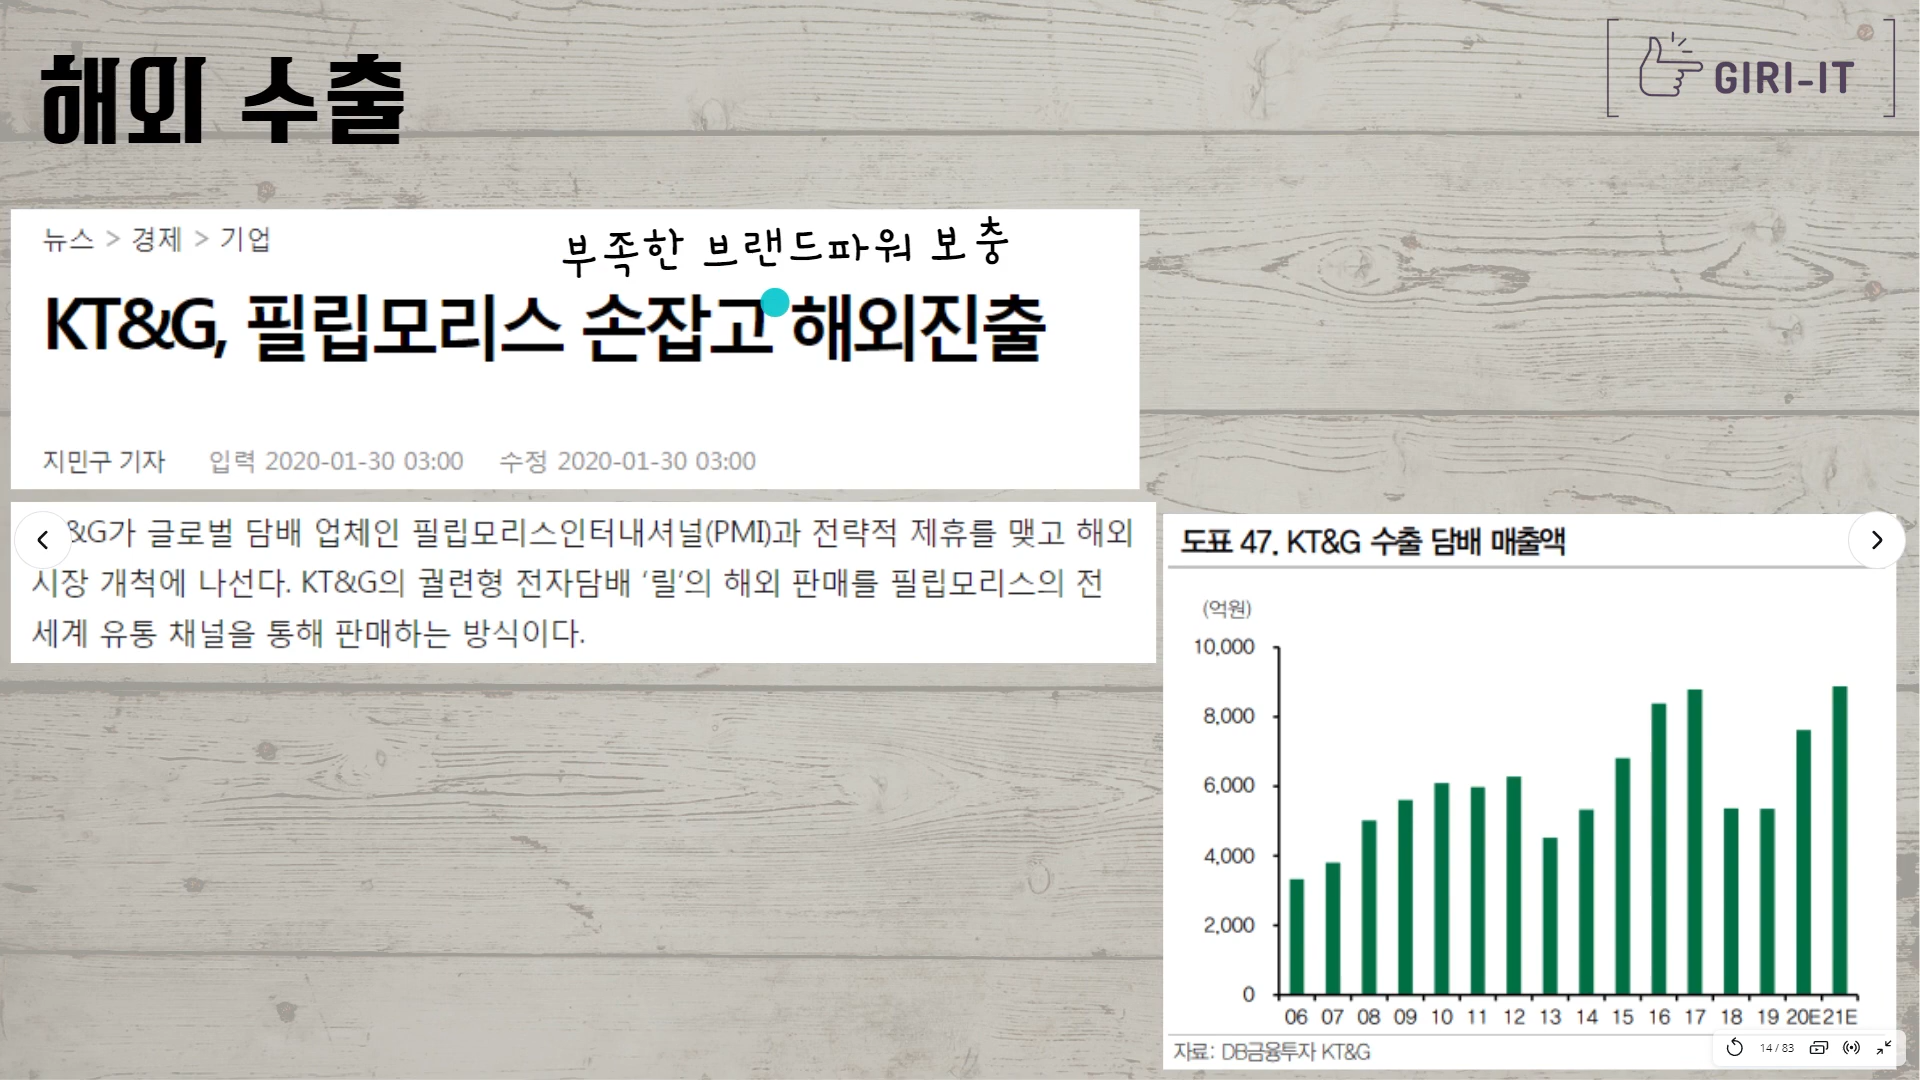 해외 수출
GIRI-IT
뉴스 > 경제 > 기업
부족한 브랜드파워 보충
KT&G, 필립모리스 손잡고 해외진출
지민구 기자 입력 2020-01-30 03:00 수정 2020-01-30 03:00
&G가 글로벌 담배 업체인 필립모리스인터내셔널(PMI)과 전략적 제휴를 맺고 해외
시장 개척에 나선다. KT&G의 궐련형 전자담배 ‘릴’의 해외 판매를 필립모리스의 전
세계 유통 채널을 통해 판매하는 방식이다.
도표 47. KT&G 수출 담배 매출액
(억원)
10,000
8,000
6,000
4,000
2,000
0
06 07 08 09 10 11 12 13 14 15 16 17 18 19 20E 21E
자료: DB금융투자 KT&G
14 / 83